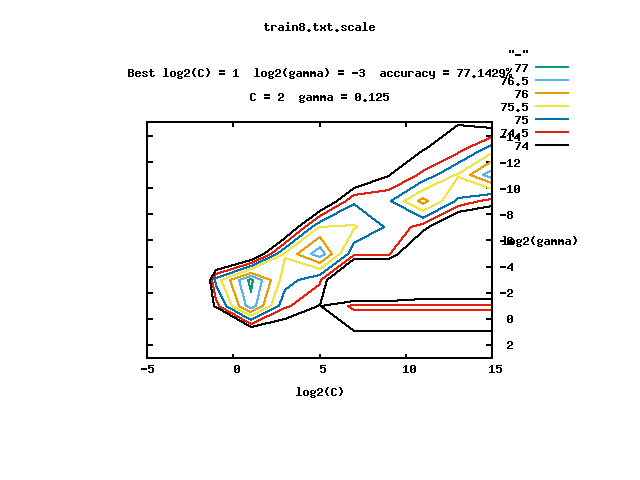 train8.txt.scale
"-"
Best log2(C) = 1 log2(gamma) = -3 accuracy = 77.1429%
77
76.5
76
C = 2 gamma = 0.125
75.5
75
74.5
-14
74
-12
-10
-8
-6
log2(gamma)
-4
-2
0
2
-5 0 5 10 15
log2(C)